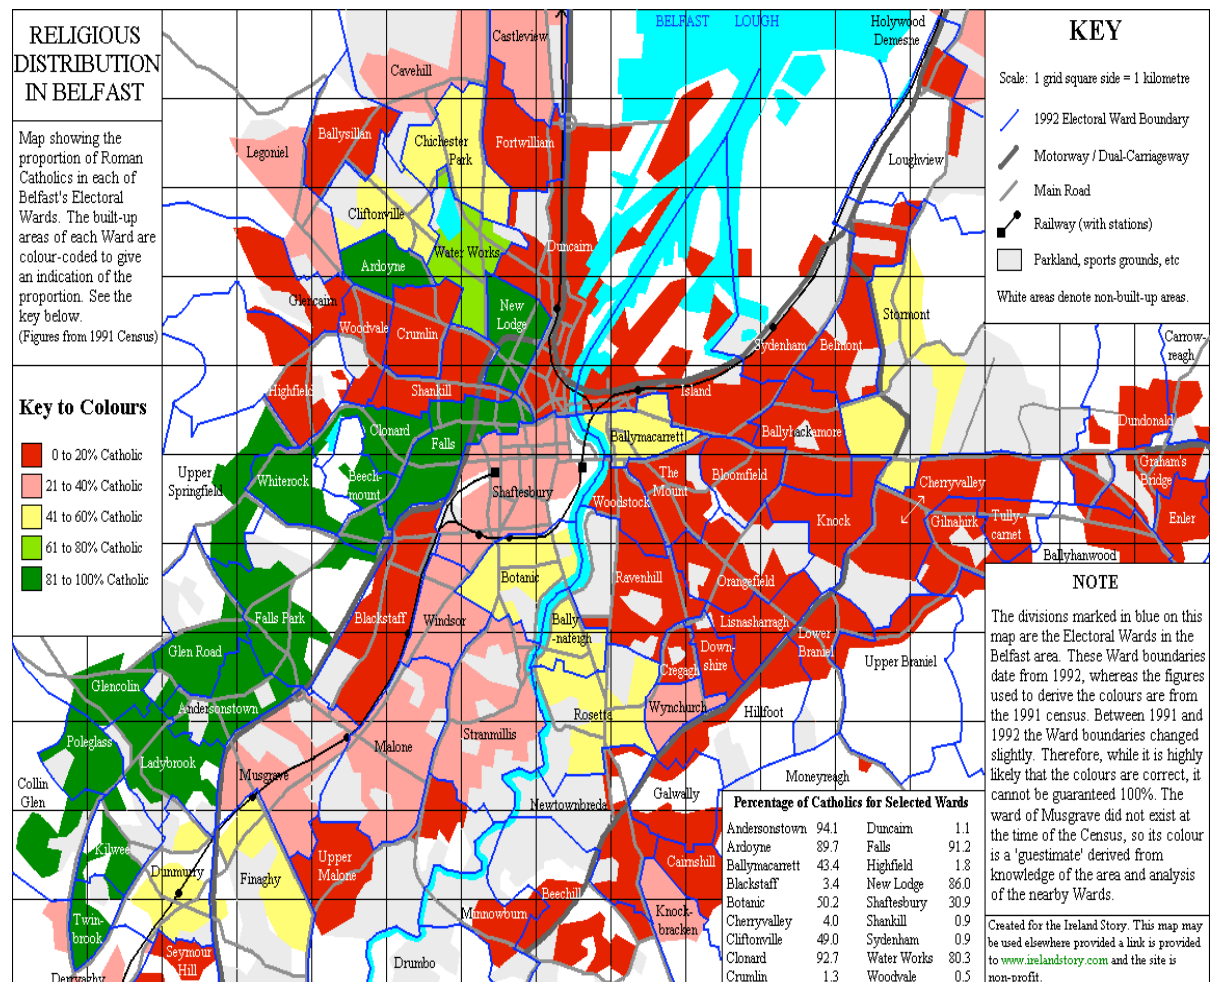 RELIGIOUS
DISTRIBUTION
IN BELFAST
Map showing the
proportion of Roman
Catholics in each of
Belfast's Electoral
Wards. The built-up
areas of each Ward are
colour-coded to give
an indication of the
proportion. See the
key below.
(Figures from 1991 Census)
Key to Colours
0 to 20% Catholic
21 to 40% Catholic
41 to 60% Catholic
61 to 80% Catholic
81 to 100% Catholic
BELFAST LOUGH
Castleview
Holywood
Demesne
Cavehill
Ballysillan
Legoniel
Chichester
Park
Fortwilliam
Loughview
Cliftonville
Water Works
Duncairn
Ardoyne
Glencairn
New
Lodge
Woodvale
Crumlin
Stormont
Sydenham
Belmont
Carrow-
reagh
Highfield
Shankill
Island
Clonard
Falls
Ballymacarrett
Ballyhackamore
Dundonald
Upper
Springfield
Whiterock
Beech-
mount
Shaftesbury
Woodstock
The
Mount
Bloomfield
Knock
Cherryvalley
Gilnahirk
Tully-
carnet
Graham's
Bridge
Enler
Ballyhanwood
Botanic
Ravenhill
Orangefield
Falls Park
Blackstaff
Windsor
Bally
-nafeigh
Lisnasharragh
Glen Road
Down-
shire
Lower
Braniel
Upper Braniel
Glencolin
Cregagh
Andersonstown
Wynchurch
Hillfoot
Rosetta
Poleglass
Ladybrook
Malone
Stranmillis
Musgrave
Moneyreagh
Collin
Glen
Newtownbreda
Galwally
Kilwee
Dunmurry
Finaghy
Upper
Malone
Cairnshill
Beechill
Minnowburn
Knock-
bracken
Twin-
brook
Seymour
Hill
Derryaghy
Drumbo
KEY
Scale: 1 grid square side = 1 kilometre
1992 Electoral Ward Boundary
Motorway / Dual-Carriageway
Main Road
Railway (with stations)
Parkland, sports grounds, etc
White areas denote non-built-up areas.
NOTE
The divisions marked in blue on this
map are the Electoral Wards in the
Belfast area. These Ward boundaries
date from 1992, whereas the figures
used to derive the colours are from
the 1991 census. Between 1991 and
1992 the Ward boundaries changed
slightly. Therefore, while it is highly
likely that the colours are correct, it
cannot be guaranteed 100%. The
ward of Musgrave did not exist at
the time of the Census, so its colour
is a 'guestimate' derived from
knowledge of the area and analysis
of the nearby Wards.
Percentage of Catholics for Selected Wards
Andersonstown 94.1 Duncairn 1.1
Ardoyne 89.7 Falls 91.2
Ballymacarrett 43.4 Highfield 1.8
Blackstaff 3.4 New Lodge 86.0
Botanic 50.2 Shaftesbury 30.9
Cherryvalley 4.0 Shankill 0.9
Cliftonville 49.0 Sydenham 0.9
Clonard 92.7 Water Works 80.3
Crumlin 1.3 Woodvale 0.5
Created for the Ireland Story. This map may
be used elsewhere provided a link is provided
to www.irelandstory.com and the site is
non-profit.